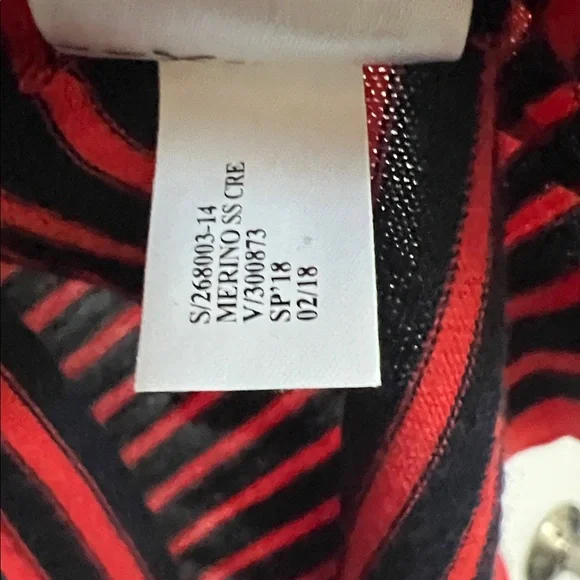 S/268003-14
MERINO SS CRE
V/300873
SP'18
02/18